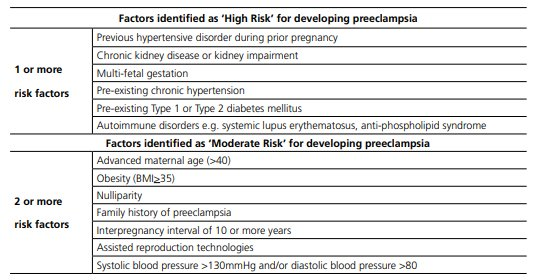 Factors identified as ‘High Risk’ for developing preeclampsia
1 or more
risk factors
Previous hypertensive disorder during prior pregnancy
Chronic kidney disease or kidney impairment
Multi-fetal gestation
Pre-existing chronic hypertension
Pre-existing Type 1 or Type 2 diabetes mellitus
Autoimmune disorders e.g. systemic lupus erythematosus, anti-phospholipid syndrome
Factors identified as ‘Moderate Risk’ for developing preeclampsia
2 or more
risk factors
Advanced maternal age (>40)
Obesity (BMI≥35)
Nulliparity
Family history of preeclampsia
Interpregnancy interval of 10 or more years
Assisted reproduction technologies
Systolic blood pressure >130mmHg and/or diastolic blood pressure >80